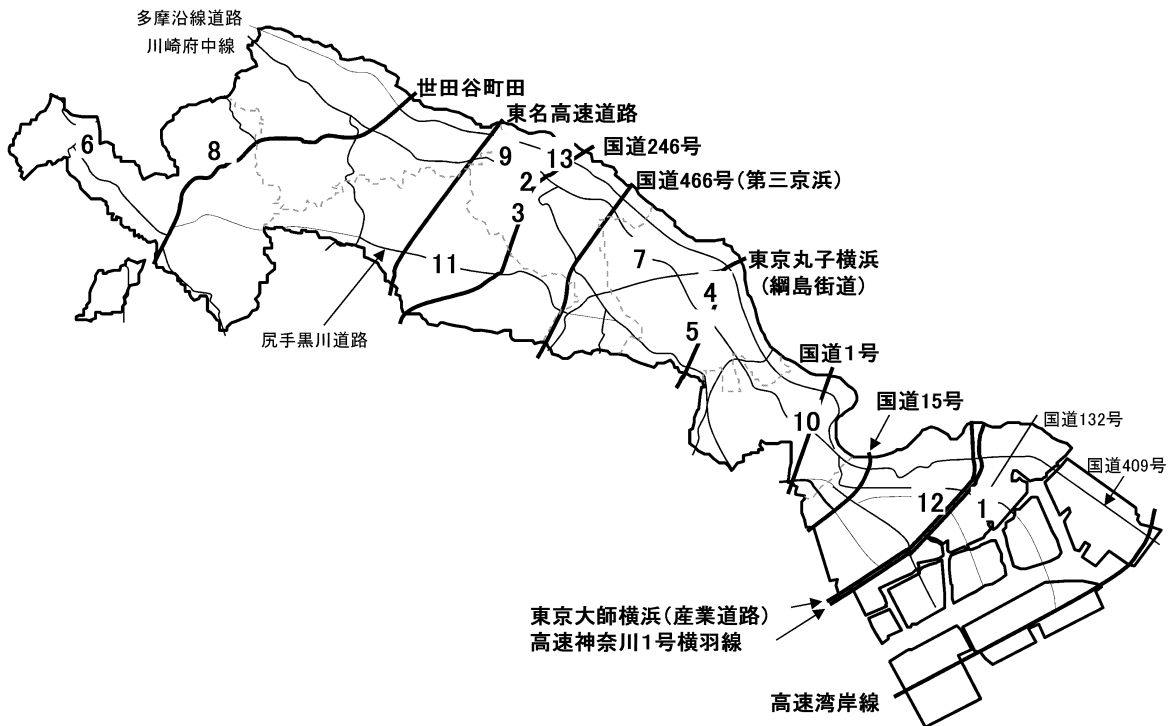 多摩沿線道路
川崎府中線
世田谷町田
東名高速道路
国道246号
国道466号(第三京浜)
6
8
9
13
2
3
11
7
4
5
東京丸子横浜
(綱島街道)
尻手黒川道路
国道1号
国道15号
10
国道132号
国道409号
12
1
東京大師横浜(産業道路)
高速神奈川1号横羽線
高速湾岸線